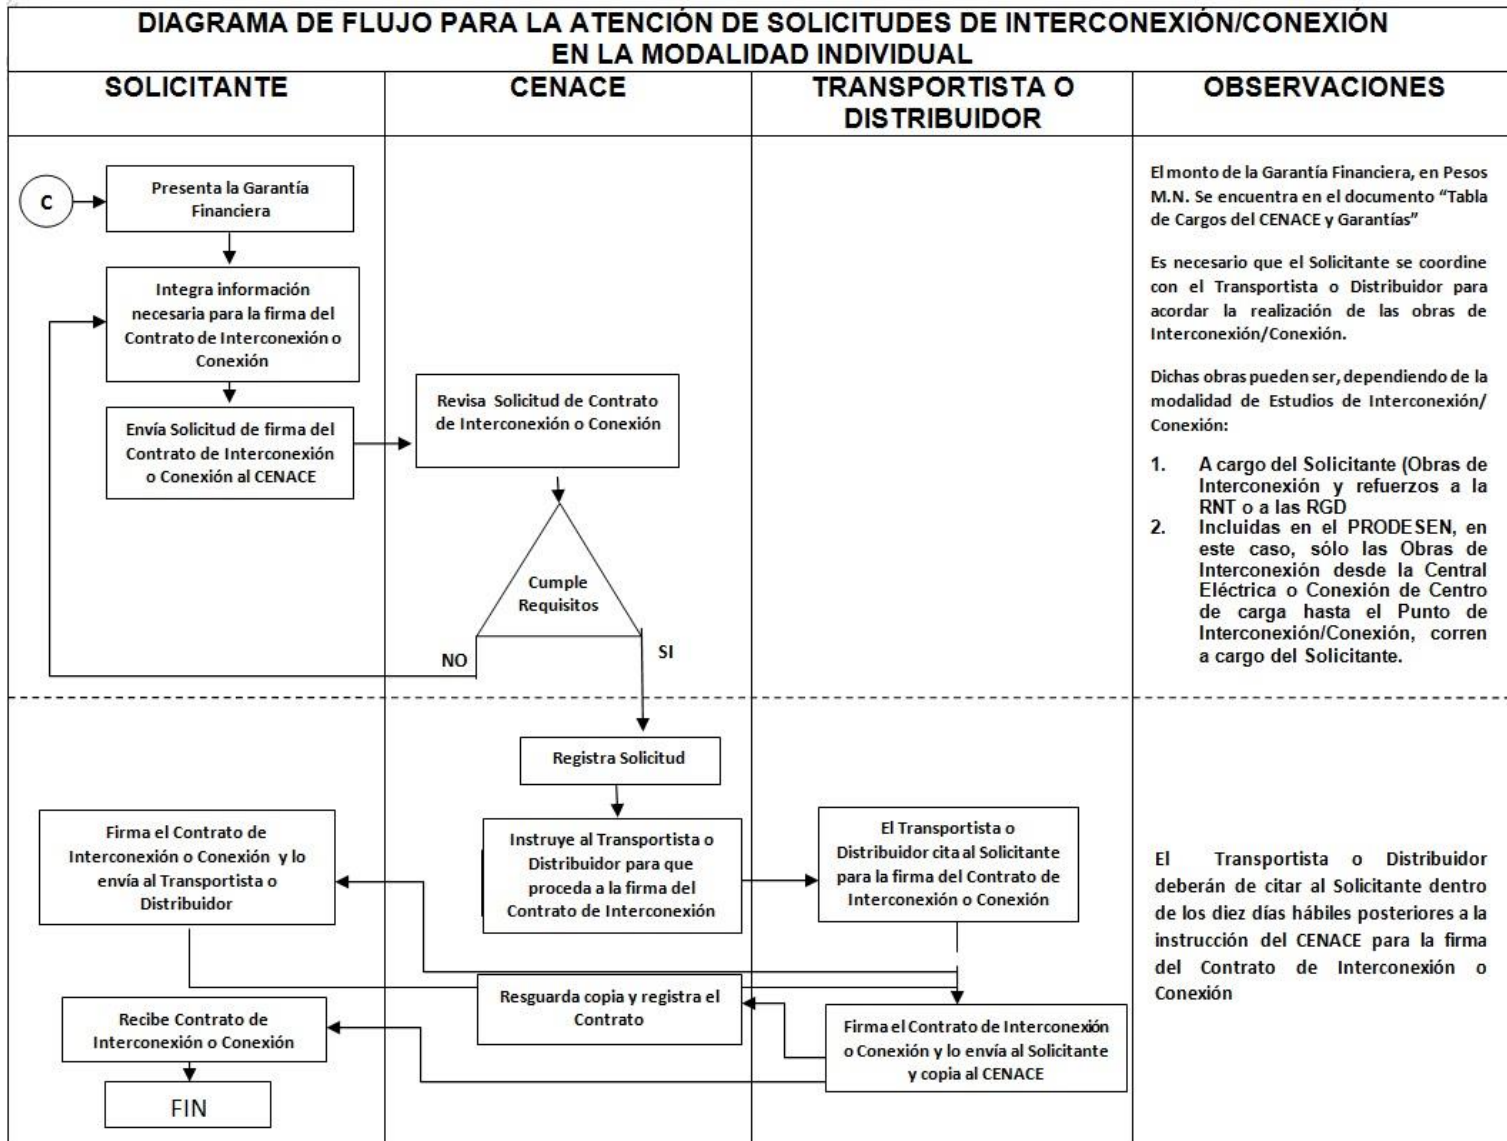 DIAGRAMA DE FLUJO PARA LA ATENCIÓN DE SOLICITUDES DE INTERCONEXIÓN/CONEXIÓN
EN LA MODALIDAD INDIVIDUAL
SOLICITANTE
CENACE
TRANSPORTISTA O
DISTRIBUIDOR
OBSERVACIONES
C
Presenta la Garantía
Financiera
Integra información
necesaria para la firma del
Contrato de Interconexión o
Conexión
Envía Solicitud de firma del
Contrato de Interconexión
o Conexión al CENACE
Revisa Solicitud de Contrato
de Interconexión o Conexión
Cumple
Requisitos
NO
SI
El monto de la Garantía Financiera, en Pesos
M.N. Se encuentra en el documento “Tabla
de Cargos del CENACE y Garantías”
Es necesario que el Solicitante se coordine
con el Transportista o Distribuidor para
acordar la realización de las obras de
Interconexión/Conexión.
Dichas obras pueden ser, dependiendo de la
modalidad de Estudios de Interconexión/
Conexión:
1. A cargo del Solicitante (Obras de
Interconexión y refuerzos a la
RNT o a las RGD
2. Incluidas en el PRODESEN, en
este caso, sólo las Obras de
Interconexión desde la Central
Eléctrica o Conexión de Centro
de carga hasta el Punto de
Interconexión/Conexión, corren
a cargo del Solicitante.
Registra Solicitud
Instruye al Transportista o
Distribuidor para que
proceda a la firma del
Contrato de Interconexión
El Transportista o
Distribuidor cita al Solicitante
para la firma del Contrato de
Interconexión o Conexión
Firma el Contrato de
Interconexión o Conexión y lo
envía al Transportista o
Distribuidor
Resguarda copia y registra el
Contrato
Firma el Contrato de Interconexión
o Conexión y lo envía al Solicitante
y copia al CENACE
Recibe Contrato de
Interconexión o Conexión
FIN
El Transportista o Distribuidor
deberán de citar al Solicitante dentro
de los diez días hábiles posteriores a la
instrucción del CENACE para la firma
del Contrato de Interconexión o
Conexión